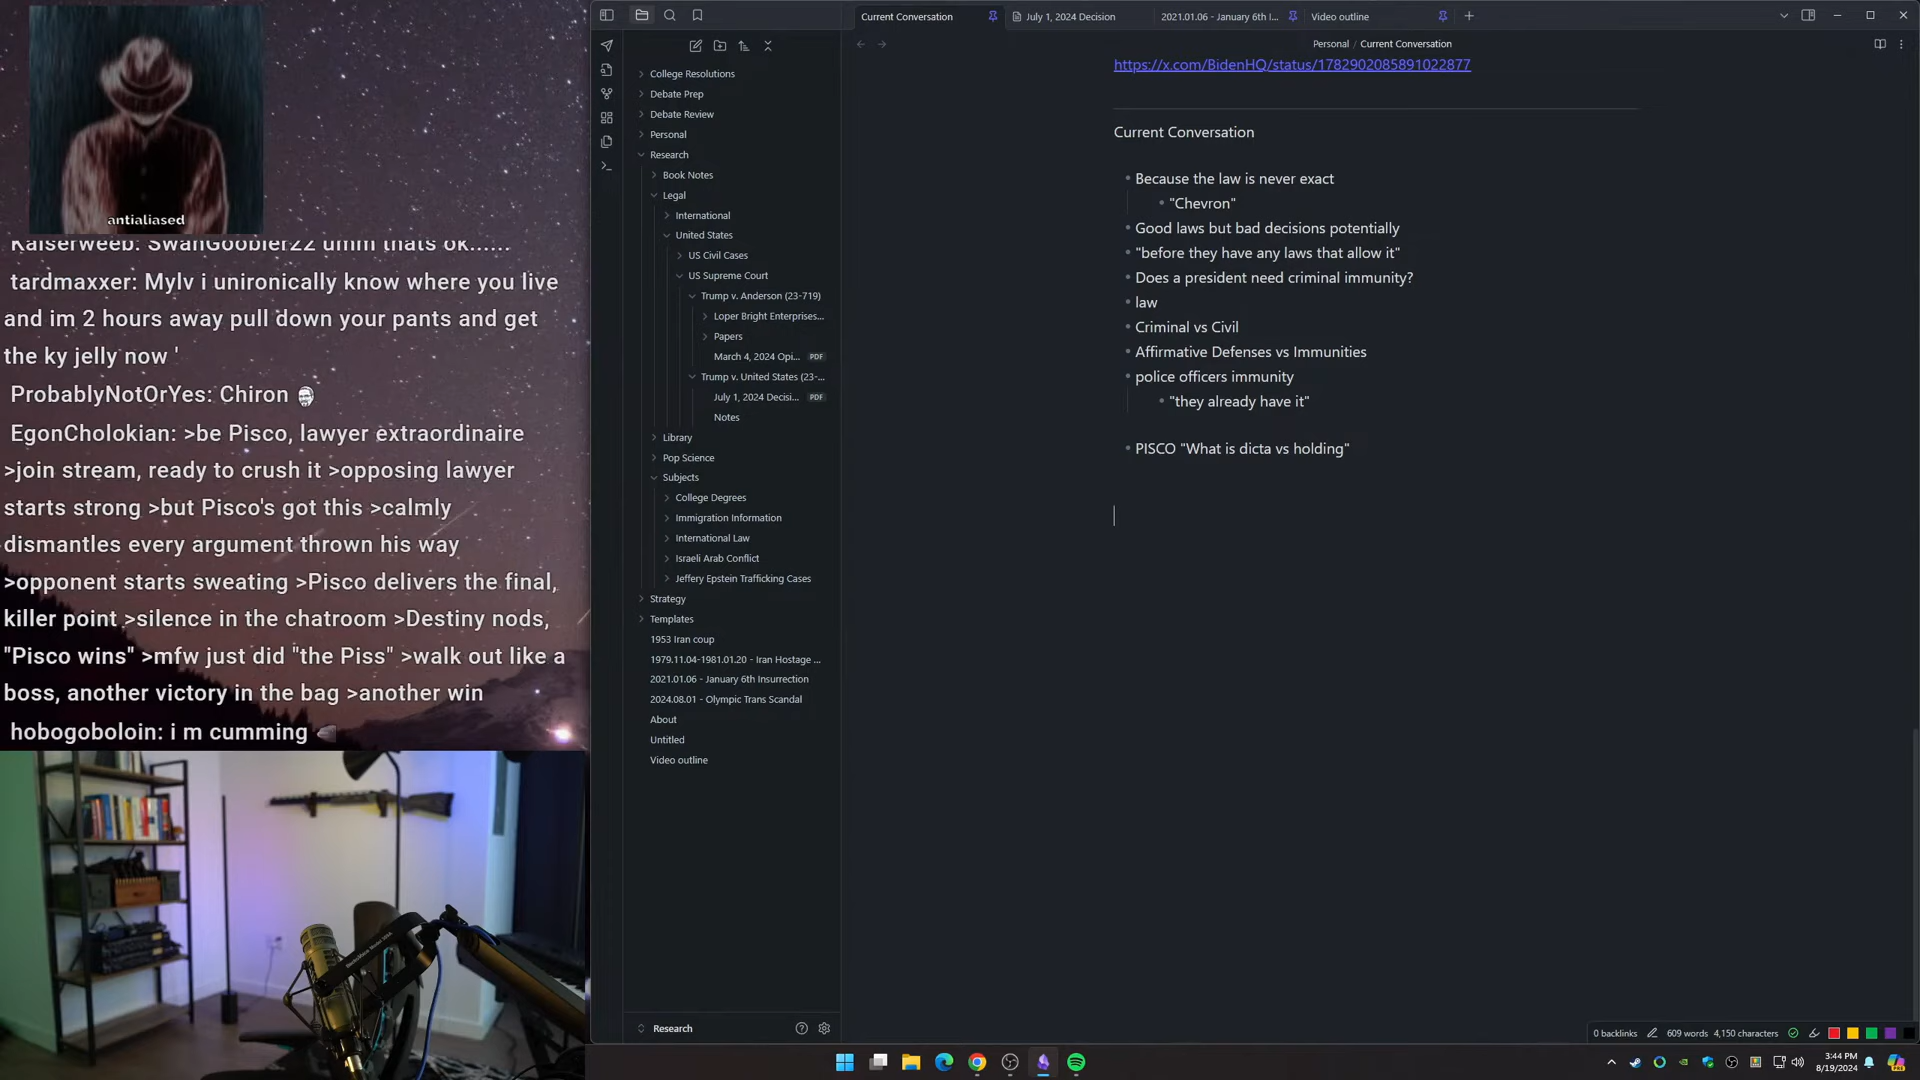 antialiased
Kaiserweeb: SwanGoobler22 umm thats ok......
tardmaxxer: Mylv i unironically know where you live
and im 2 hours away pull down your pants and get
the ky jelly now '
ProbablyNotOrYes: Chiron
EgonCholokian: >be Pisco, lawyer extraordinaire
>join stream, ready to crush it >opposing lawyer
starts strong >but Pisco's got this >calmly
dismantles every argument thrown his way
>opponent starts sweating >Pisco delivers the final,
killer point >silence in the chatroom >Destiny nods,
"Pisco wins" >mfw just did "the Piss" >walk out like a
boss, another victory in the bag >another win
hobogoboloin: i m cumming
College Resolutions
Debate Prep
Debate Review
Personal
Research
Book Notes
Legal
International
United States
US Civil Cases
US Supreme Court
Trump v. Anderson (23-719)
Loper Bright Enterprises...
Papers
March 4, 2024 Opi... PDF
Trump v. United States (23-...
July 1, 2024 Decisi... PDF
Notes
Library
Pop Science
Subjects
College Degrees
Immigration Information
International Law
Israeli Arab Conflict
Jeffery Epstein Trafficking Cases
Strategy
Templates
1953 Iran coup
1979.11.04-1981.01.20 - Iran Hostage ...
2021.01.06 - January 6th Insurrection
2024.08.01 - Olympic Trans Scandal
About
Untitled
Video outline
Research
Current Conversation
July 1, 2024 Decision
2021.01.06 - January 6th I...
Video outline
Personal / Current Conversation
https://x.com/BidenHQ/status/1782902085891022877
Current Conversation
Because the law is never exact
"Chevron"
Good laws but bad decisions potentially
"before they have any laws that allow it"
Does a president need criminal immunity?
law
Criminal vs Civil
Affirmative Defenses vs Immunities
police officers immunity
"they already have it"
PISCO "What is dicta vs holding"
0 backlinks 609 words 4,150 characters
3:44 PM
8/19/2024